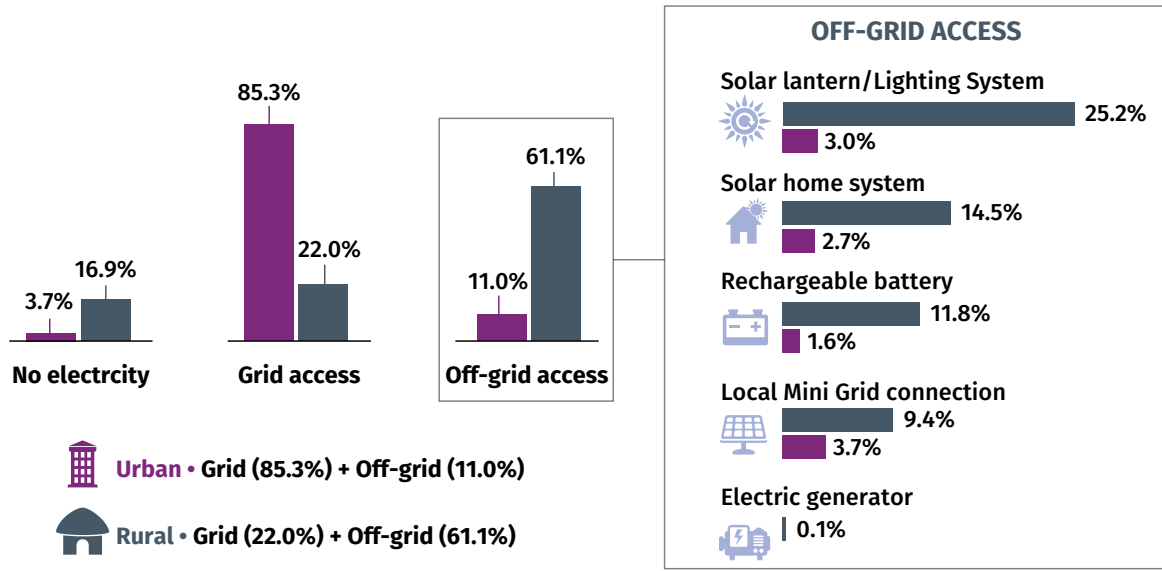 3.7%
16.9%
No electrcity
85.3%
22.0%
Grid access
11.0%
61.1%
Off-grid access
Urban • Grid (85.3%) + Off-grid (11.0%)
Rural • Grid (22.0%) + Off-grid (61.1%)
OFF-GRID ACCESS
Solar lantern/Lighting System
25.2%
3.0%
Solar home system
14.5%
2.7%
Rechargeable battery
11.8%
1.6%
Local Mini Grid connection
9.4%
3.7%
Electric generator
0.1%